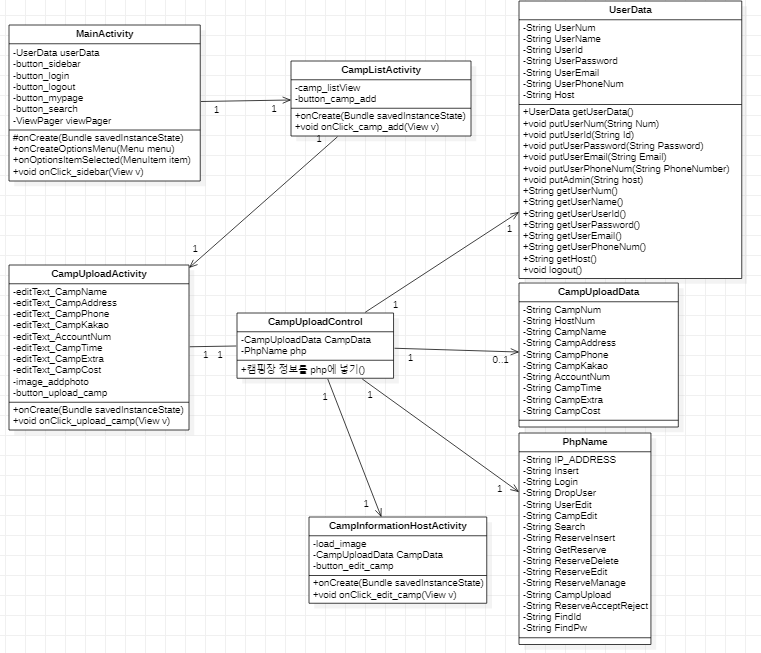 MainActivity
-UserData userData
-button_sidebar
-button_login
-button_logout
-button_mypage
-button_search
-ViewPager viewPager
#onCreate(Bundle savedInstanceState)
+onCreateOptionsMenu(Menu menu)
+onOptionsItemSelected(MenuItem item)
+void onClick_sidebar(View v)
1
1
CampListActivity
-camp_listView
-button_camp_add
+onCreate(Bundle savedInstanceState)
+void onClick_camp_add(View v)
1
1
UserData
-String UserNum
-String UserName
-String UserId
-String UserPassword
-String UserEmail
-String UserPhoneNum
-String Host
+UserData getUserData()
+void putUserNum(String Num)
+void putUserId(String Id)
+void putUserPassword(String Password)
+void putUserEmail(String Email)
+void putUserPhoneNum(String PhoneNumber)
+void putAdmin(String host)
+String getUserNum()
+String getUserName()
+String getUserUserId()
+String getUserPassword()
+String getUserEmail()
+String getUserPhoneNum()
+String getHost()
+void logout()
1
1
CampUploadActivity
-editText_CampName
-editText_CampAddress
-editText_CampPhone
-editText_CampKakao
-editText_AccountNum
-editText_CampTime
-editText_CampExtra
-editText_CampCost
-image_addphoto
-button_upload_camp
+onCreate(Bundle savedInstanceState)
+void onClick_upload_camp(View v)
1
1
CampUploadControl
-CampUploadData CampData
-PhpName php
+캠핑장 정보를 php에 넣기()
1
0..1
CampUploadData
-String CampNum
-String HostNum
-String CampName
-String CampAddress
-String CampPhone
-String CampKakao
-String AccountNum
-String CampTime
-String CampExtra
-String CampCost
1
1
1
1
CampInformationHostActivity
-load_image
-CampUploadData CampData
-button_edit_camp
+onCreate(Bundle savedInstanceState)
+void onClick_edit_camp(View v)
PhpName
-String IP_ADDRESS
-String Insert
-String Login
-String DropUser
-String UserEdit
-String CampEdit
-String Search
-String ReserveInsert
-String GetReserve
-String ReserveDelete
-String ReserveEdit
-String ReserveManage
-String CampUpload
-String ReserveAcceptReject
-String FindId
-String FindPw